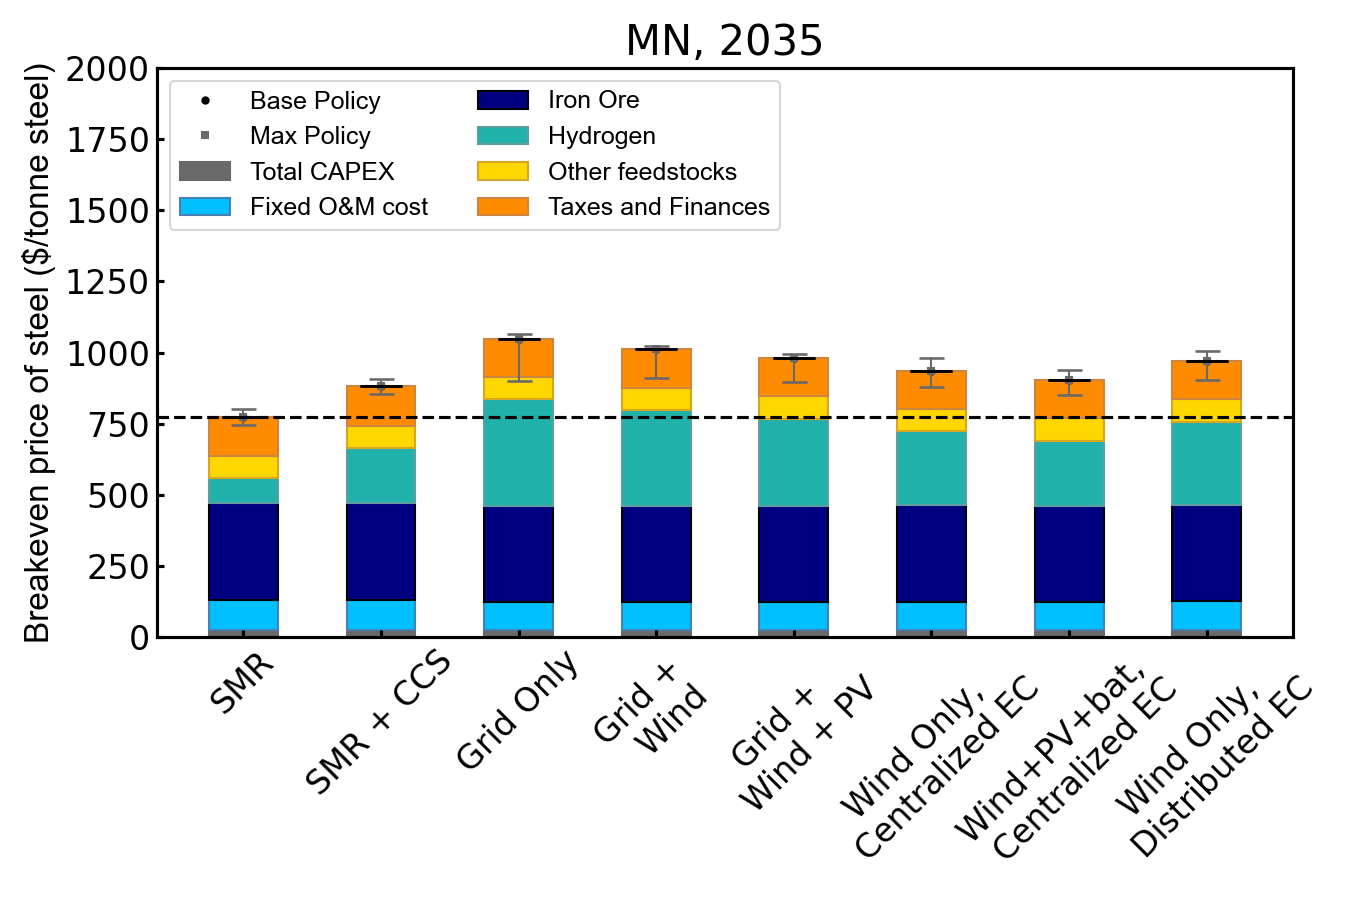 MN, 2035
Breakeven price of steel ($/tonne steel)
2000
1750
1500
1250
1000
750
500
250
0
Base Policy
Max Policy
Total CAPEX
Fixed O&M cost
Iron Ore
Hydrogen
Other feedstocks
Taxes and Finances
SMR
SMR + CCS
Grid Only
Grid +
Wind
Grid +
Wind + PV
Wind Only,
Centralized EC
Wind+PV+bat,
Centralized EC
Wind Only,
Distributed EC